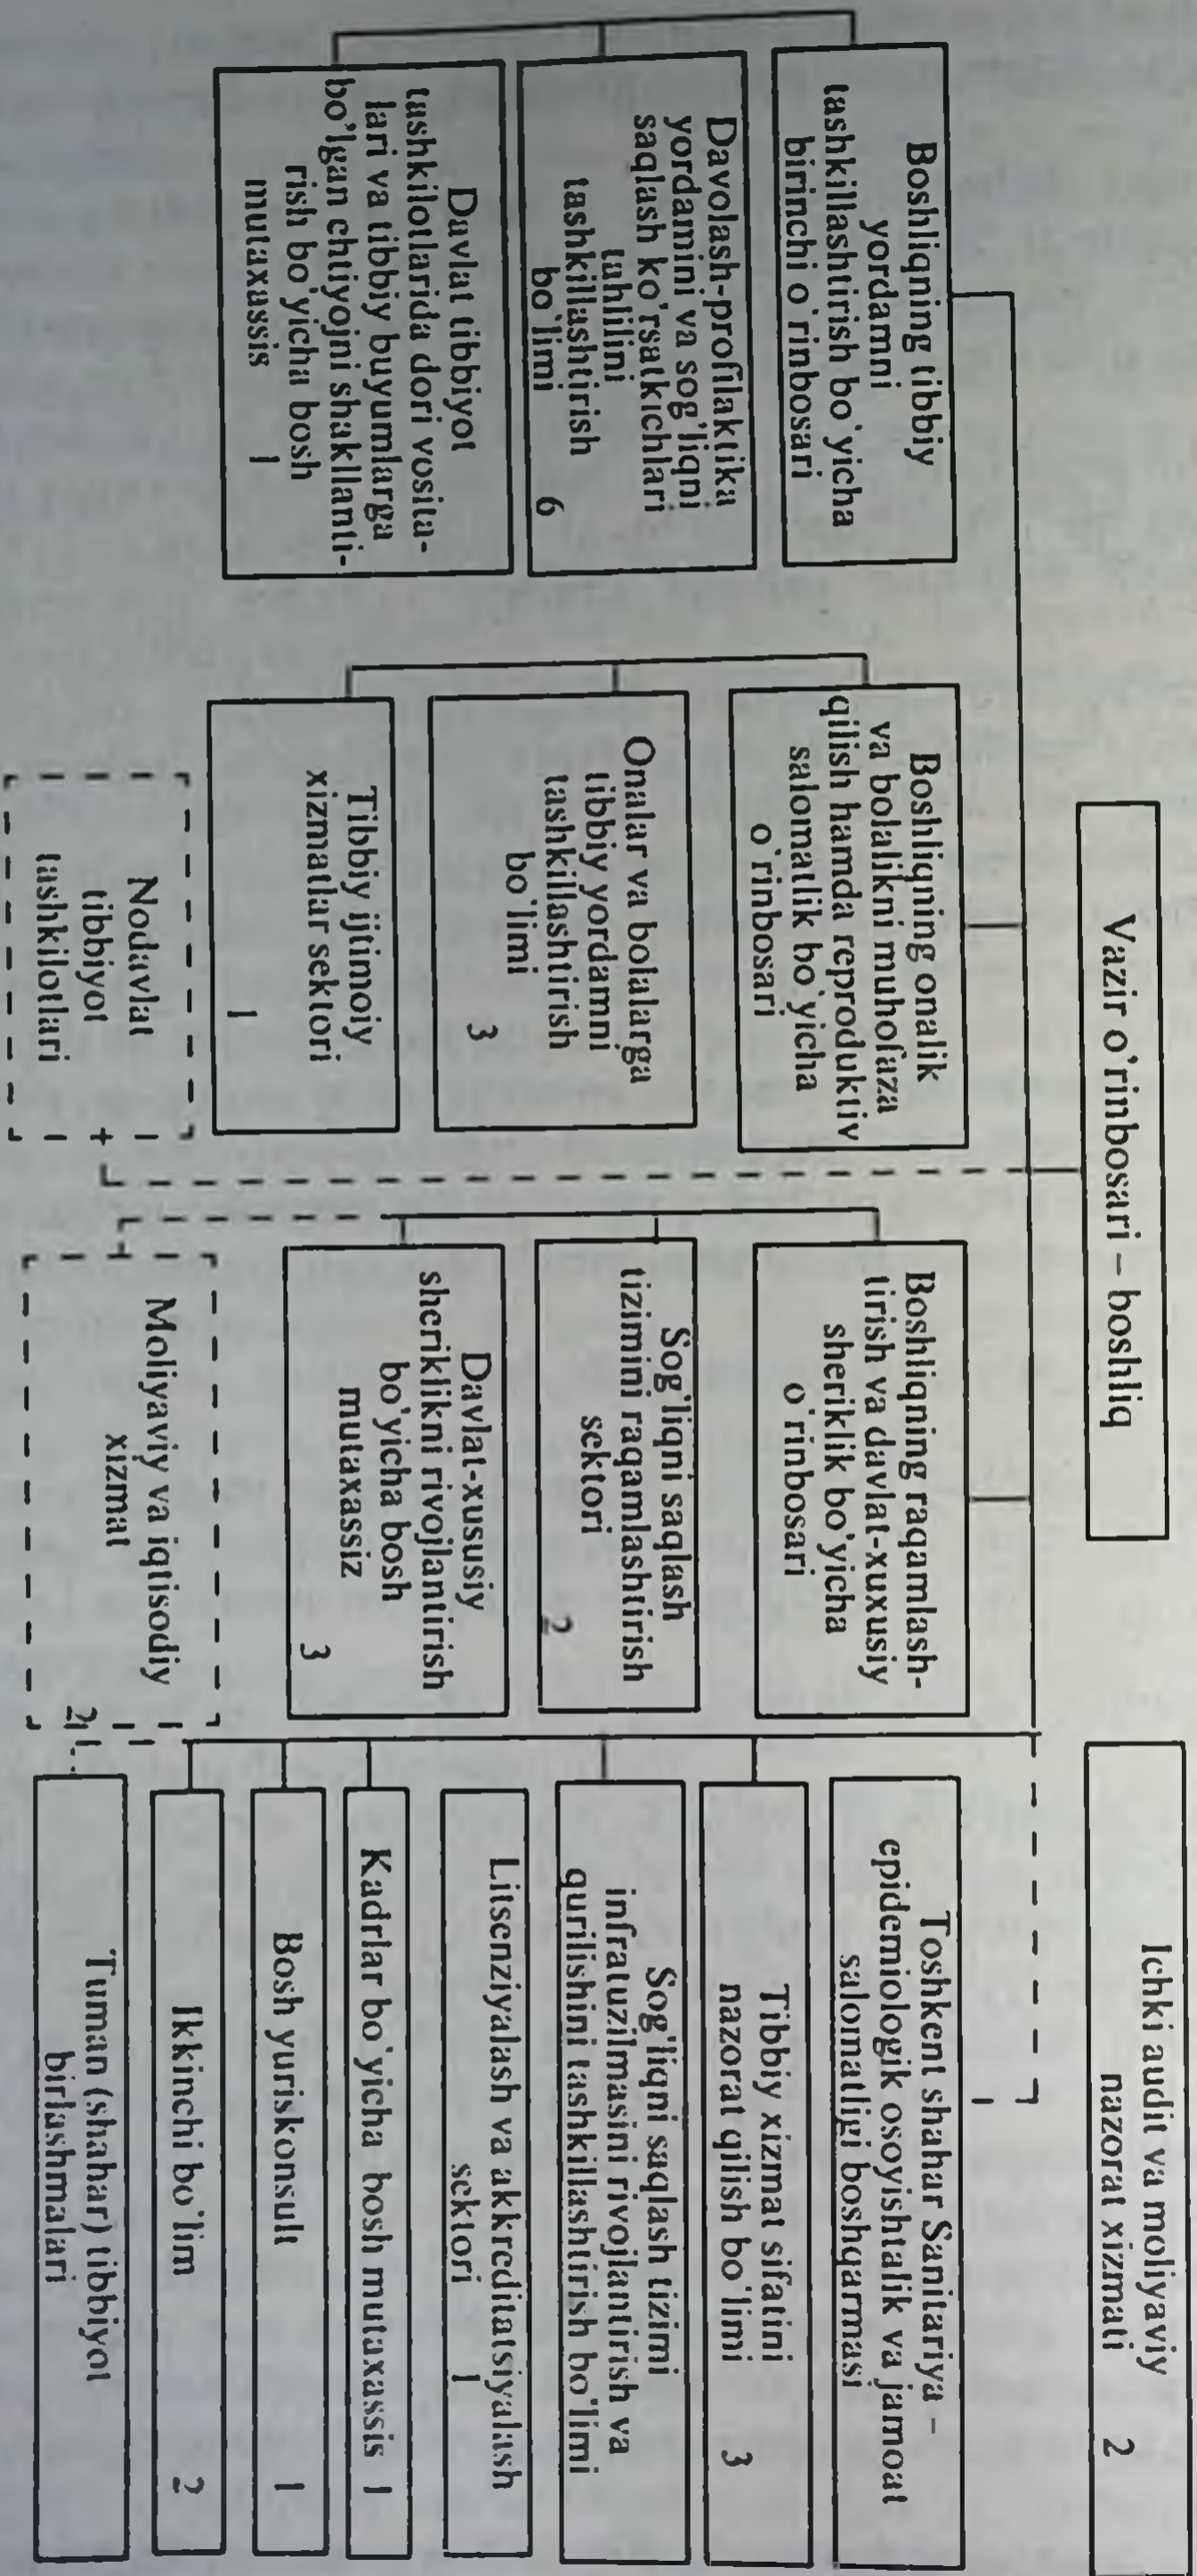 Vazir o'rinbosari – boshliq
Ichki audit va moliyaviy
nazorat xizmati 2
Boshliqning tibbiy
yordamni
tashkillashtirish bo'yicha
birinchi o'rinbosari
Davolash-profilaktika
yordamini va sog'liqni
saqlash ko'rsatkichlari
tahlilini
tashkillashtirish
bo'limi 6
Davlat tibbiyot
tashkilotlarida dori vosita-
lari va tibbiy buyumlarga
bo'lgan ehtiyojni shakllanti-
rish bo'yicha bosh
mutaxassis 1
Boshliqning onalik
va bolalikni muhofaza
qilish hamda reproduktiv
salomatlik bo'yicha
o'rinbosari
Onalar va bolalarga
tibbiy yordamni
tashkillashtirish
bo'limi 3
Tibbiy ijtimoiy
xizmatlar sektori
1
Nodavlat
tibbiyot
tashkilotlari
Boshliqning raqamlash-
tirish va davlat-xuxusiy
sheriklik bo'yicha
o'rinbosari
Sog'liqni saqlash
tizimini raqamlashtirish
sektori
2
Davlat-xususiy
sheriklikni rivojlantirish
bo'yicha bosh
mutaxassiz
3
Moliyaviy va iqtisodiy
xizmat
2
Toshkent shahar Sanitariya –
epidemiologik osoyishtalik va jamoat
salomatligi boshqarmasi
Tibbiy xizmat sifatini
nazorat qilish bo'limi 3
Sog'liqni saqlash tizimi
infratuzilmasini rivojlantirish va
qurilishini tashkillashtirish bo'limi
Litsenziyalash va akkreditatsiyalash
sektori 1
Kadrlar bo'yicha bosh mutaxassis 1
Bosh yuriskonsult 1
Ikkinchi bo'lim 2
Tuman (shahar) tibbiyot
birlashmalari